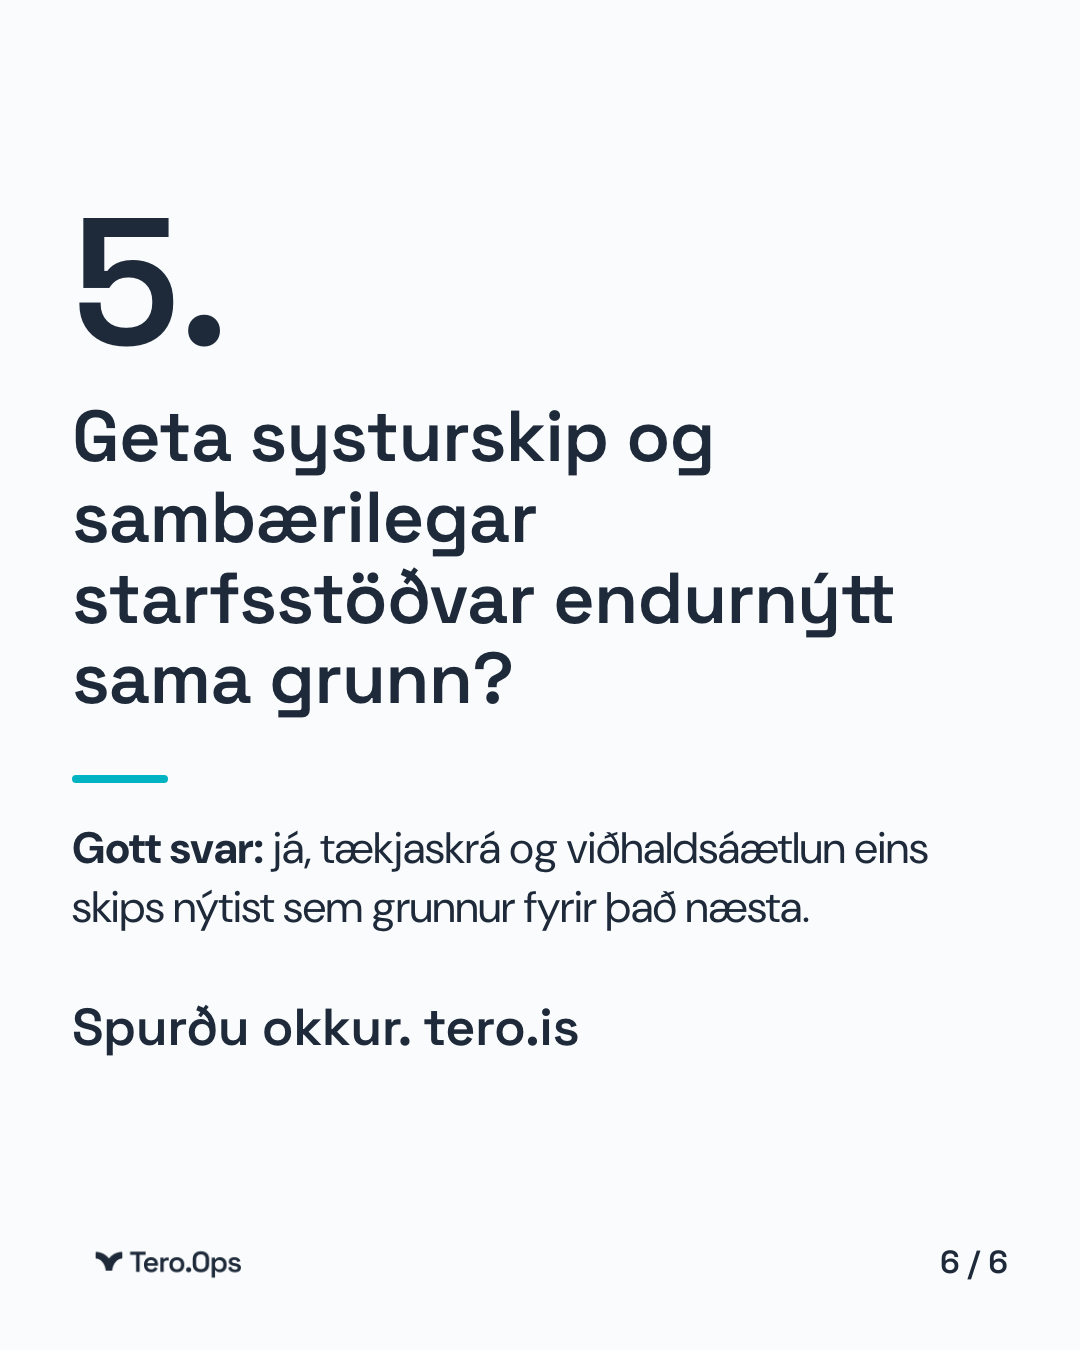 5.
Geta systurskip og
sambærilegar
starfsstöðvar endurnýtt
sama grunn?
Gott svar: já, tækjaskrá og viðhaldsáætlun eins
skips nýtist sem grunnur fyrir það næsta.
Spurðu okkur. tero.is
Tero.Ops
6 / 6